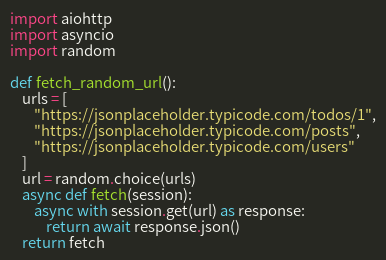 import aiohttp
import asyncio
import random

def fetch_random_url():
    urls = [
        "https://jsonplaceholder.typicode.com/todos/1",
        "https://jsonplaceholder.typicode.com/posts",
        "https://jsonplaceholder.typicode.com/users"
    ]
    url = random.choice(urls)
    async def fetch(session):
        async with session.get(url) as response:
            return await response.json()
    return fetch